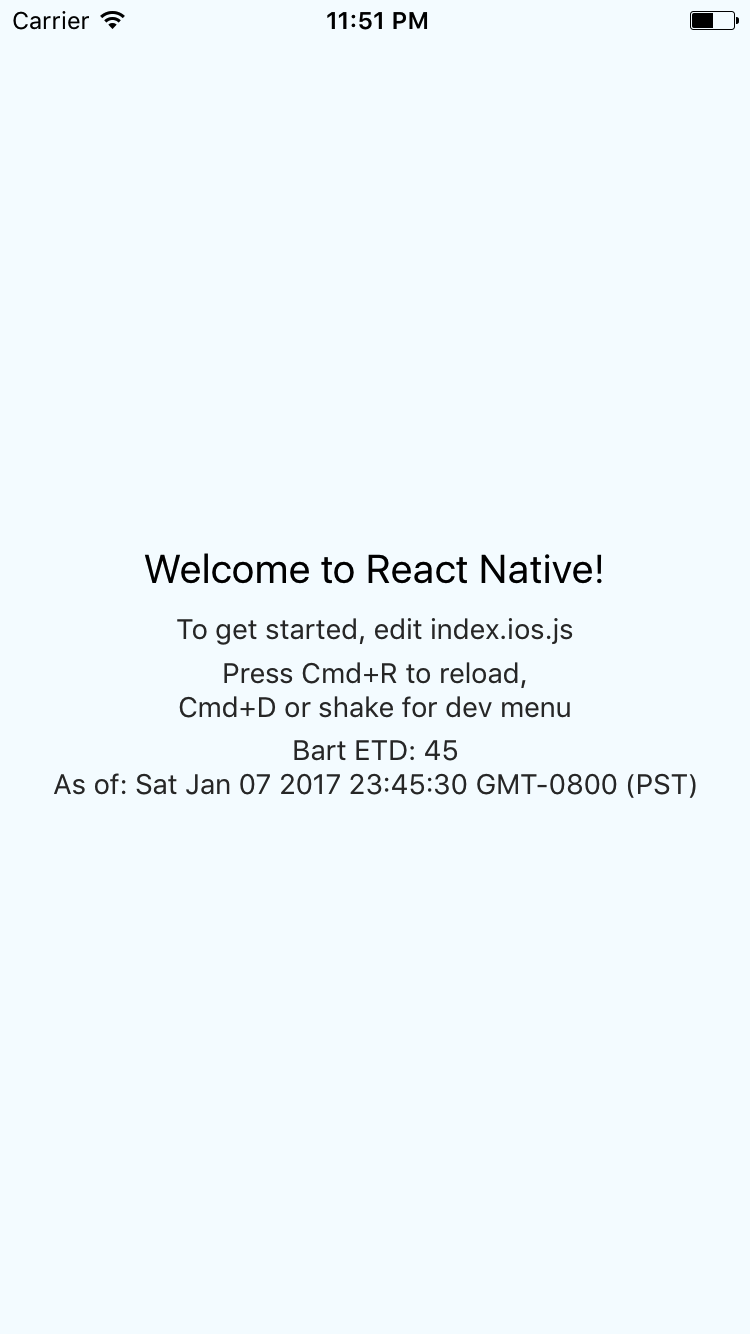 Carrier 11:51 PM
Welcome to React Native!
To get started, edit index.ios.js
Press Cmd+R to reload,
Cmd+D or shake for dev menu
Bart ETD: 45
As of: Sat Jan 07 2017 23:45:30 GMT-0800 (PST)